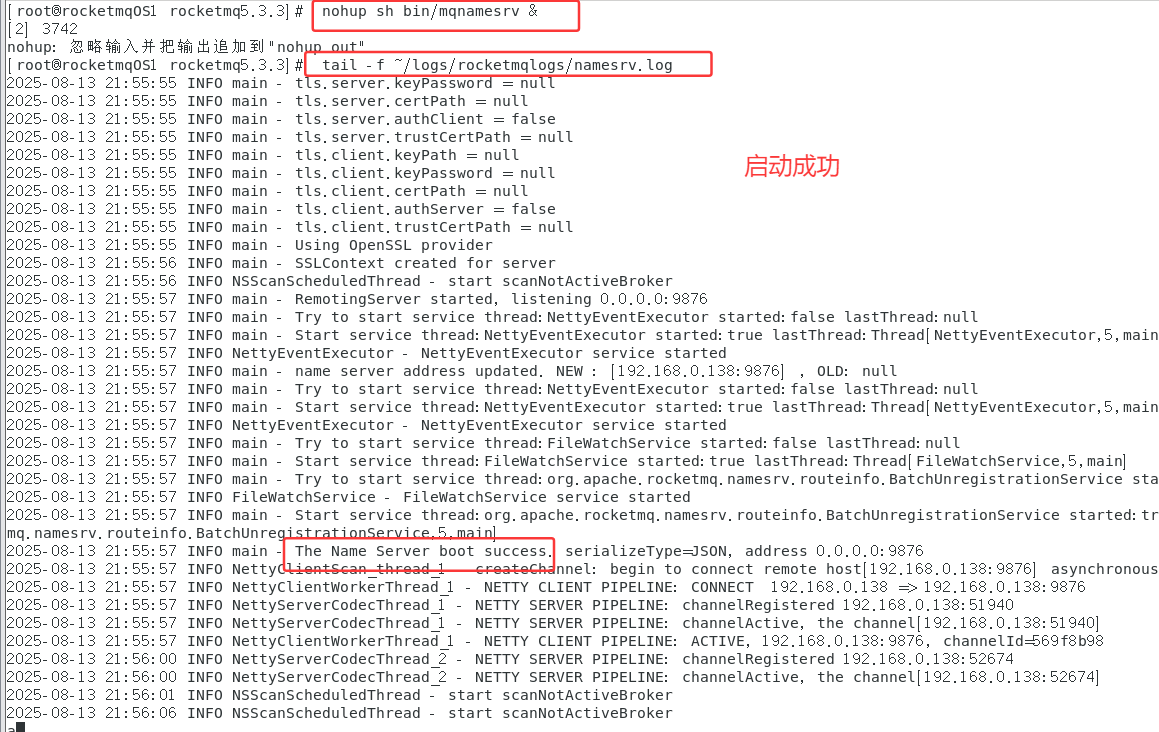 [root@rocketmqOS1 rocketmq5.3.3]# nohup sh bin/mqnamesrv &
[2] 3742
nohup: 忽略输入并把输出追加到"nohup.out"
[root@rocketmqOS1 rocketmq5.3.3]# tail -f ~/logs/rocketmqlogs/namesrv.log
2025-08-13 21:55:55 INFO main - tls.server.keyPassword = null
2025-08-13 21:55:55 INFO main - tls.server.certPath = null
2025-08-13 21:55:55 INFO main - tls.server.authClient = false
2025-08-13 21:55:55 INFO main - tls.server.trustCertPath = null
2025-08-13 21:55:55 INFO main - tls.client.keyPath = null
启动成功
2025-08-13 21:55:55 INFO main - tls.client.keyPassword = null
2025-08-13 21:55:55 INFO main - tls.client.certPath = null
2025-08-13 21:55:55 INFO main - tls.client.authServer = false
2025-08-13 21:55:55 INFO main - tls.client.trustCertPath = null
2025-08-13 21:55:55 INFO main - Using OpenSSL provider
2025-08-13 21:55:56 INFO main - SSLContext created for server
2025-08-13 21:55:56 INFO NSScanScheduledThread - start scanNotActiveBroker
2025-08-13 21:55:57 INFO main - RemotingServer started, listening 0.0.0.0:9876
2025-08-13 21:55:57 INFO main - Try to start service thread:NettyEventExecutor started:false lastThread:null
2025-08-13 21:55:57 INFO main - Start service thread:NettyEventExecutor started:true lastThread:Thread[NettyEventExecutor,5,main
2025-08-13 21:55:57 INFO NettyEventExecutor - NettyEventExecutor service started
2025-08-13 21:55:57 INFO main - name server address updated. NEW : [192.168.0.138:9876] , OLD: null
2025-08-13 21:55:57 INFO main - Try to start service thread:NettyEventExecutor started:false lastThread:null
2025-08-13 21:55:57 INFO main - Start service thread:NettyEventExecutor started:true lastThread:Thread[NettyEventExecutor,5,main
2025-08-13 21:55:57 INFO NettyEventExecutor - NettyEventExecutor service started
2025-08-13 21:55:57 INFO main - Try to start service thread:FileWatchService started:false lastThread:null
2025-08-13 21:55:57 INFO main - Start service thread:FileWatchService started:true lastThread:Thread[FileWatchService,5,main]
2025-08-13 21:55:57 INFO main - Try to start service thread:org.apache.rocketmq.namesrv.routeinfo.BatchUnregistrationService sta
2025-08-13 21:55:57 INFO FileWatchService - FileWatchService service started
2025-08-13 21:55:57 INFO main - Start service thread:org.apache.rocketmq.namesrv.routeinfo.BatchUnregistrationService started:tr
mq.namesrv.routeinfo.BatchUnregistrationService,5,main]
2025-08-13 21:55:57 INFO main - The Name Server boot success. serializeType=JSON, address 0.0.0.0:9876
2025-08-13 21:55:57 INFO NettyClientScan_thread_1 - createChannel: begin to connect remote host[192.168.0.138:9876] asynchronous
2025-08-13 21:55:57 INFO NettyClientWorkerThread_1 - NETTY CLIENT PIPELINE: CONNECT  192.168.0.138 => 192.168.0.138:9876
2025-08-13 21:55:57 INFO NettyServerCodecThread_1 - NETTY SERVER PIPELINE: channelRegistered 192.168.0.138:51940
2025-08-13 21:55:57 INFO NettyServerCodecThread_1 - NETTY SERVER PIPELINE: channelActive, the channel[192.168.0.138:51940]
2025-08-13 21:55:57 INFO NettyClientWorkerThread_1 - NETTY CLIENT PIPELINE: ACTIVE, 192.168.0.138:9876, channelId=569f8b98
2025-08-13 21:56:00 INFO NettyServerCodecThread_2 - NETTY SERVER PIPELINE: channelRegistered 192.168.0.138:52674
2025-08-13 21:56:00 INFO NettyServerCodecThread_2 - NETTY SERVER PIPELINE: channelActive, the channel[192.168.0.138:52674]
2025-08-13 21:56:01 INFO NSScanScheduledThread - start scanNotActiveBroker
2025-08-13 21:56:06 INFO NSScanScheduledThread - start scanNotActiveBroker
a